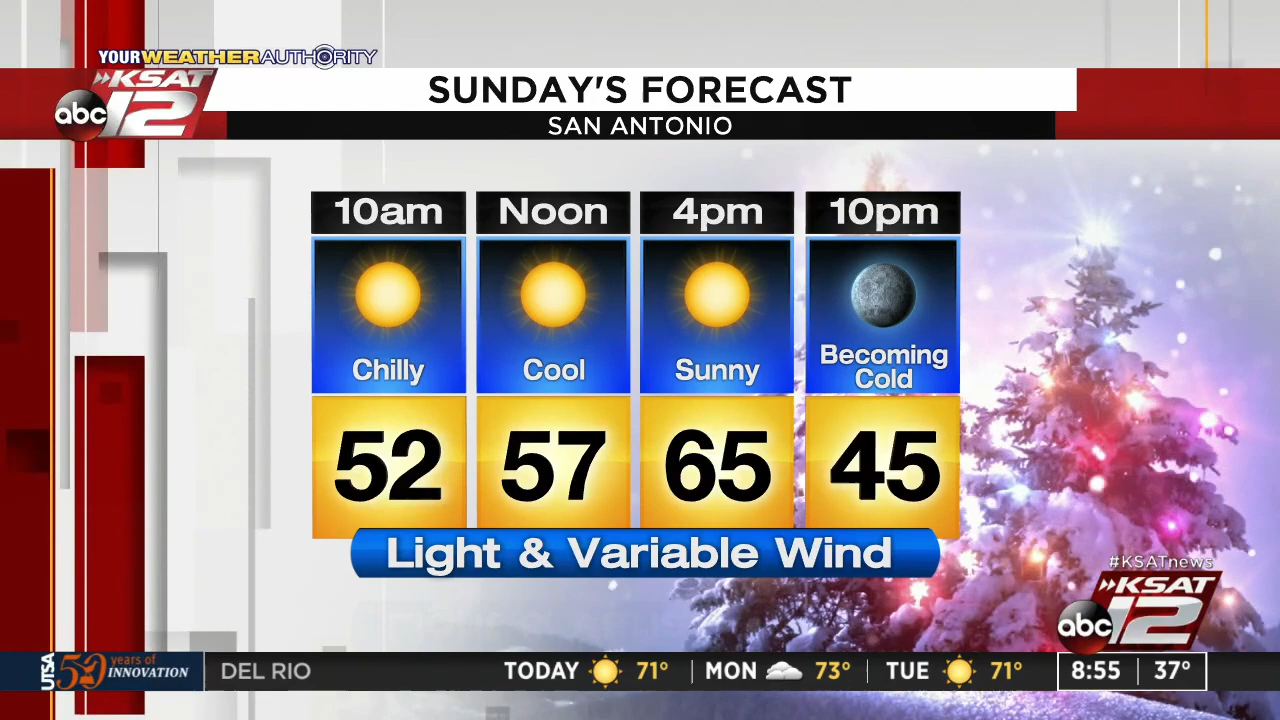 YOURWEATHERAUTHORITY
KSAT
abc 12
SUNDAY'S FORECAST
SAN ANTONIO
10am Noon 4pm 10pm
Chilly Cool Sunny Becoming Cold
52 57 65 45
Light & Variable Wind
#KSATnews
KSAT
abc 12
UTSA 50 years of INNOVATION
DEL RIO TODAY 71° MON 73° TUE 71° 8:55 37°